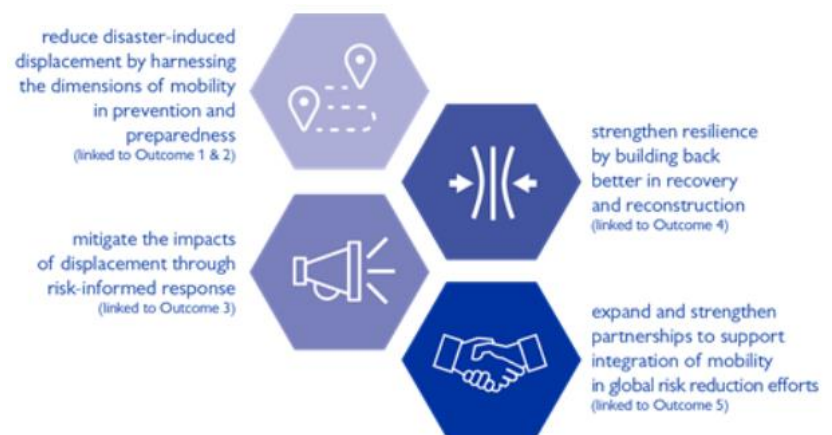 reduce disaster-induced
displacement by harnessing
the dimensions of mobility
in prevention and
preparedness
(linked to Outcome 1 & 2)
strengthen resilience
by building back
better in recovery
and reconstruction
(linked to Outcome 4)
mitigate the impacts
of displacement through
risk-informed response
(linked to Outcome 3)
expand and strengthen
partnerships to support
integration of mobility
in global risk reduction efforts
(linked to Outcome 5)